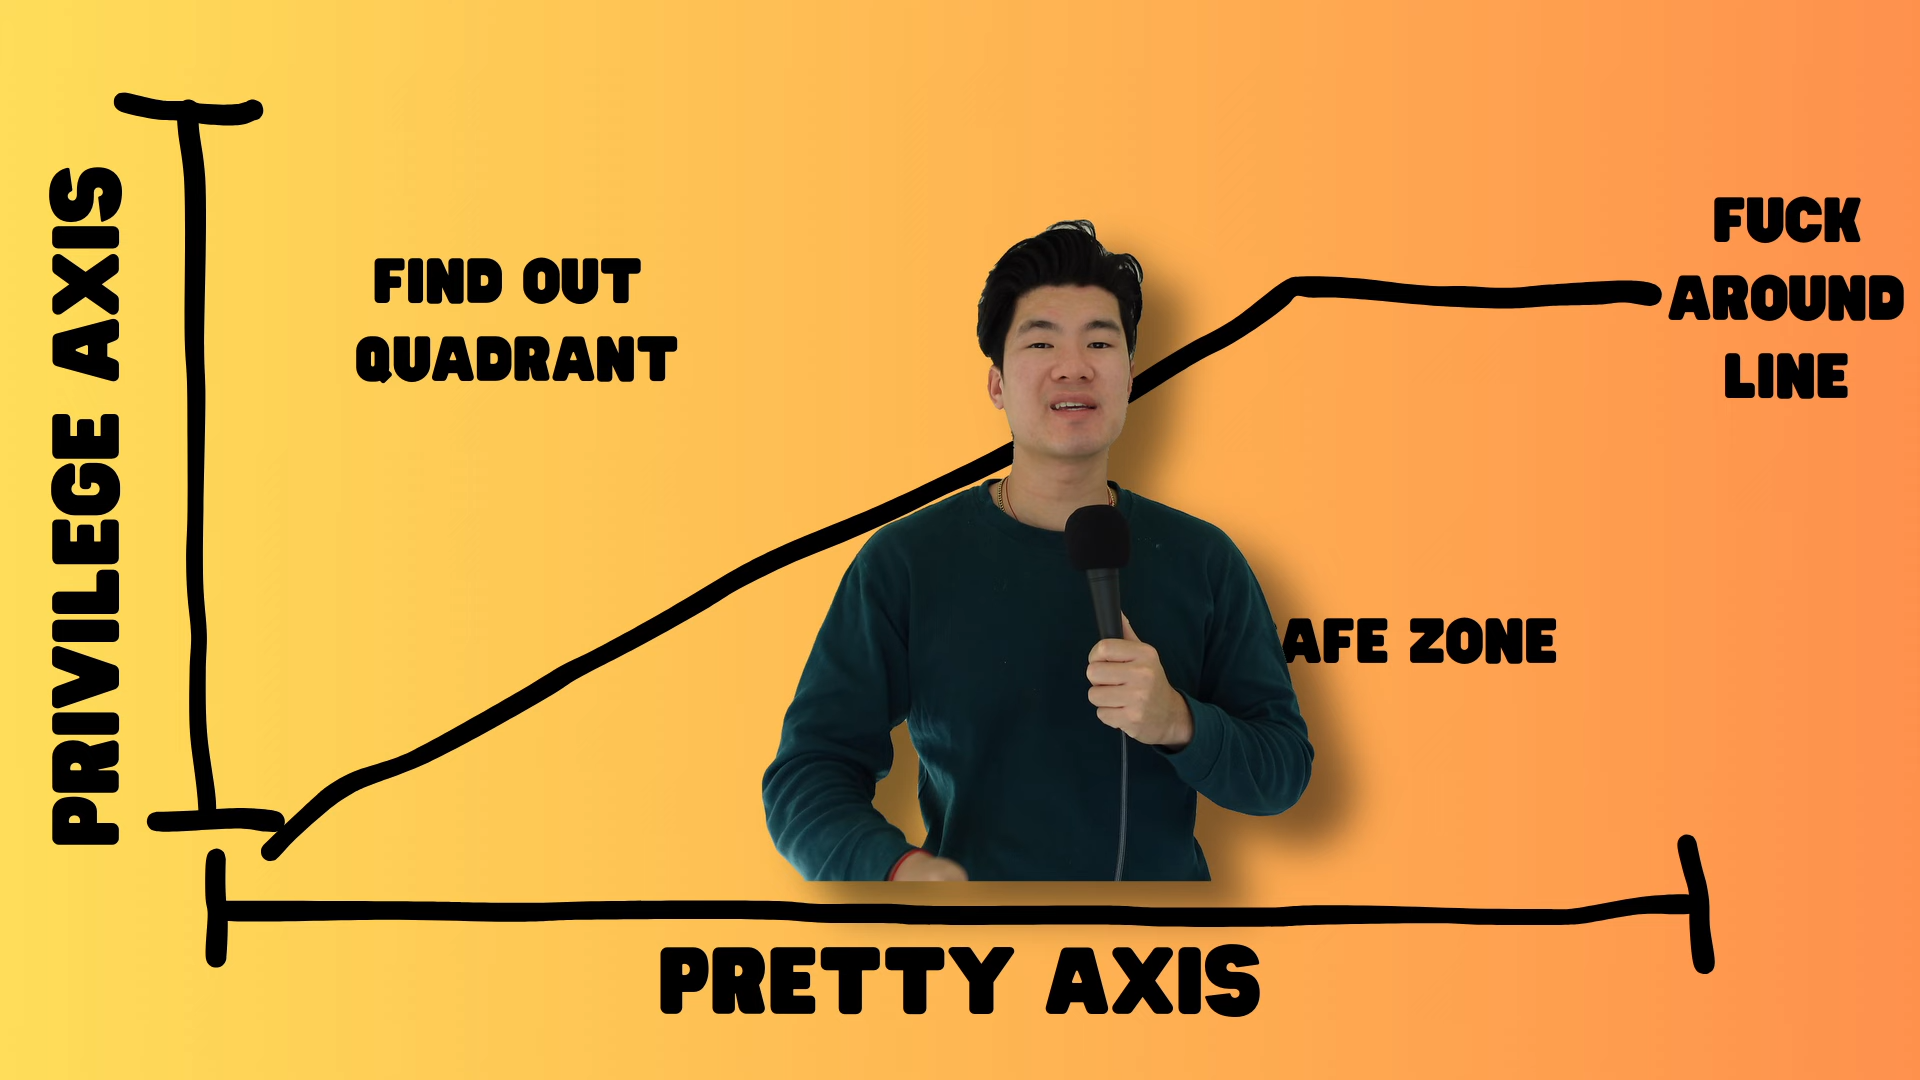 PRIVILEGE AXIS
FIND OUT
QUADRANT
FUCK
AROUND
LINE
AFE ZONE
PRETTY AXIS